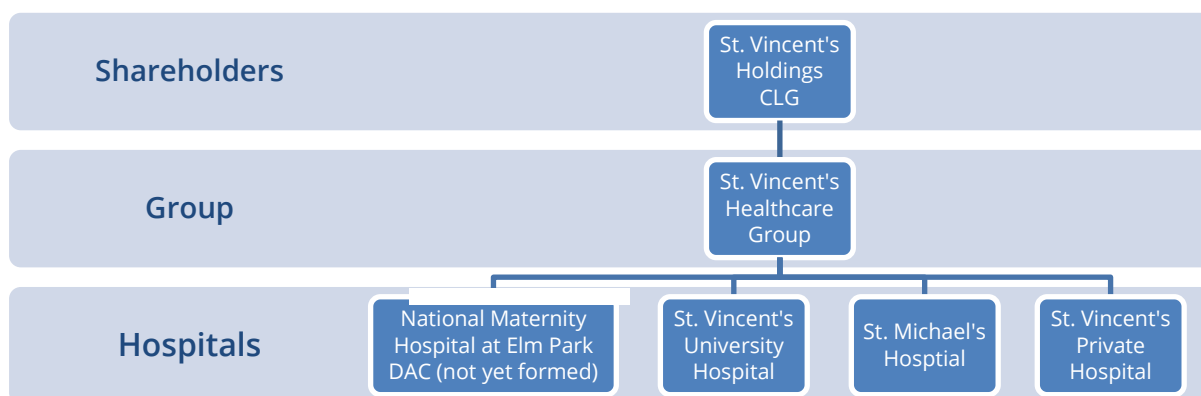 Shareholders
St. Vincent's
Holdings
CLG
Group
St. Vincent's
Healthcare
Group
Hospitals
National Maternity
Hospital at Elm Park
DAC (not yet formed)
St. Vincent's
University
Hospital
St. Michael's
Hosptial
St. Vincent's
Private
Hospital